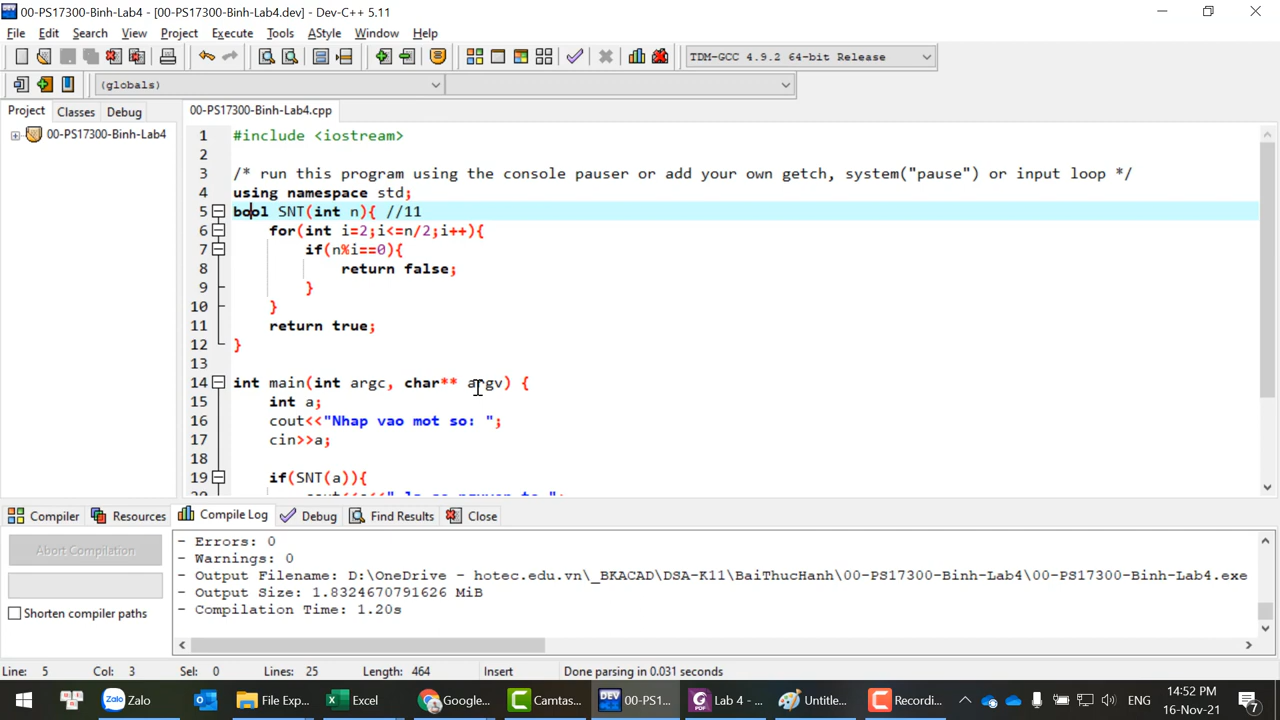 00-PS17300-Binh-Lab4 - [00-PS17300-Binh-Lab4.dev] - Dev-C++ 5.11
File Edit Search View Project Execute Tools AStyle Window Help
TDM-GCC 4.9.2 64-bit Release
(globals)
Project Classes Debug 00-PS17300-Binh-Lab4.cpp
00-PS17300-Binh-Lab4
1 #include <iostream>
2
3 /* run this program using the console pauser or add your own getch, system("pause") or input loop */
4 using namespace std;
5 bool SNT(int n){ //11
6 for(int i=2;i<=n/2;i++){
7 if(n%i==0){
8 return false;
9 }
10 }
11 return true;
12 }
13
14 int main(int argc, char** argv) {
15 int a;
16 cout<<"Nhap vao mot so: ";
17 cin>>a;
18
19 if(SNT(a)){
Compiler Resources Compile Log Debug Find Results Close
Abort Compilation
Shorten compiler paths
- Errors: 0
- Warnings: 0
- Output Filename: D:\OneDrive - hotec.edu.vn\_BKACAD\DSA-K11\BaiThucHanh\00-PS17300-Binh-Lab4\00-PS17300-Binh-Lab4.exe
- Output Size: 1.8324670791626 MiB
- Compilation Time: 1.20s
Line: 5 Col: 3 Sel: 0 Lines: 25 Length: 464 Insert Done parsing in 0.031 seconds
Zalo File Exp... Excel Google... Camtas... DEV 00-PS1... Lab 4 - ... Untitle... Recordi... ENG
14:52 PM
16-Nov-21
7